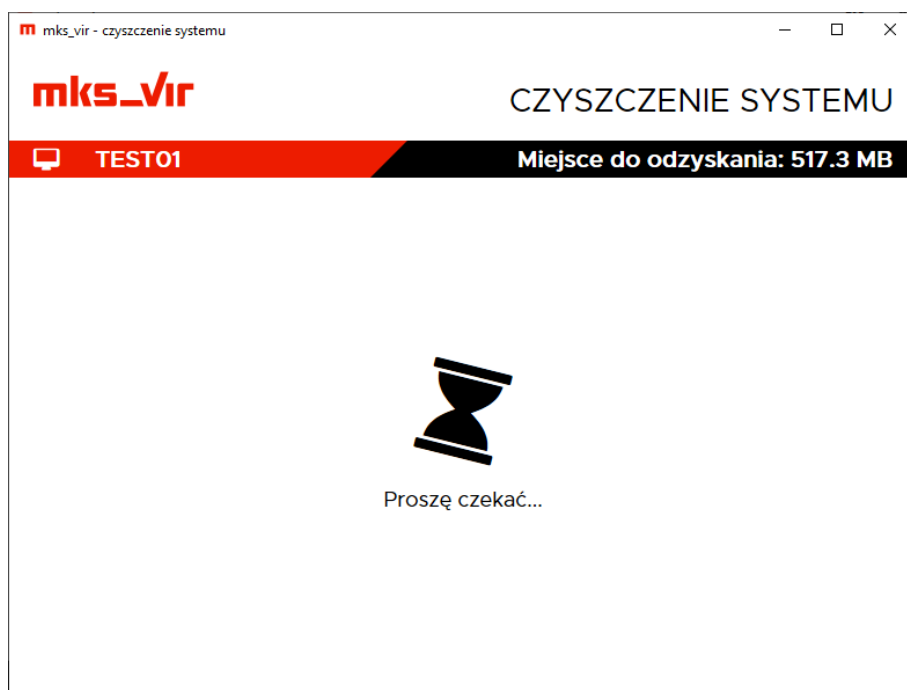 mks_vir - czyszczenie systemu
mks_vir
CZYSZCZENIE SYSTEMU
TEST01
Miejsce do odzyskania: 517.3 MB
Proszę czekać...